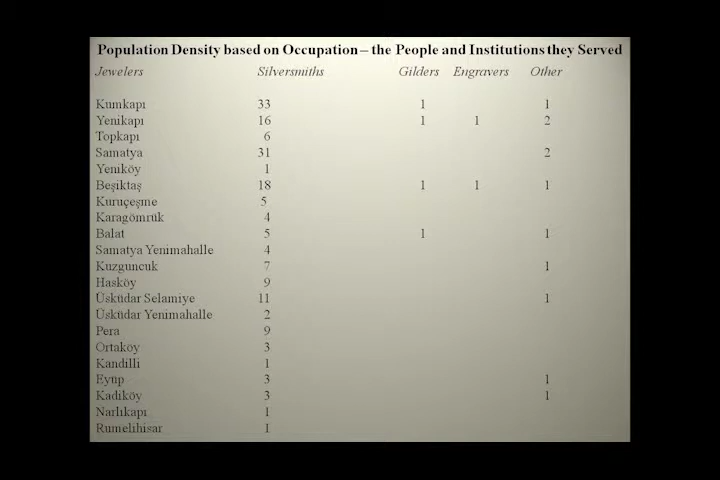 Population Density based on Occupation – the People and Institutions they Served
Jewelers Silversmiths Gilders Engravers Other
Kumkapı 33 1 1
Yenikapı 16 1 1 2
Topkapı 6
Samatya 31 2
Yeniköy 1
Beşiktaş 18 1 1 1
Kuruçeşme 5
Karagömrük 4
Balat 5 1 1
Samatya Yenimahalle 4
Kuzguncuk 7 1
Hasköy 9
Üsküdar Selamiye 11 1
Üsküdar Yenimahalle 2
Pera 9
Ortaköy 3
Kandilli 1
Eyüp 3 1
Kadıköy 3 1
Narlıkapı 1
Rumelihisar 1